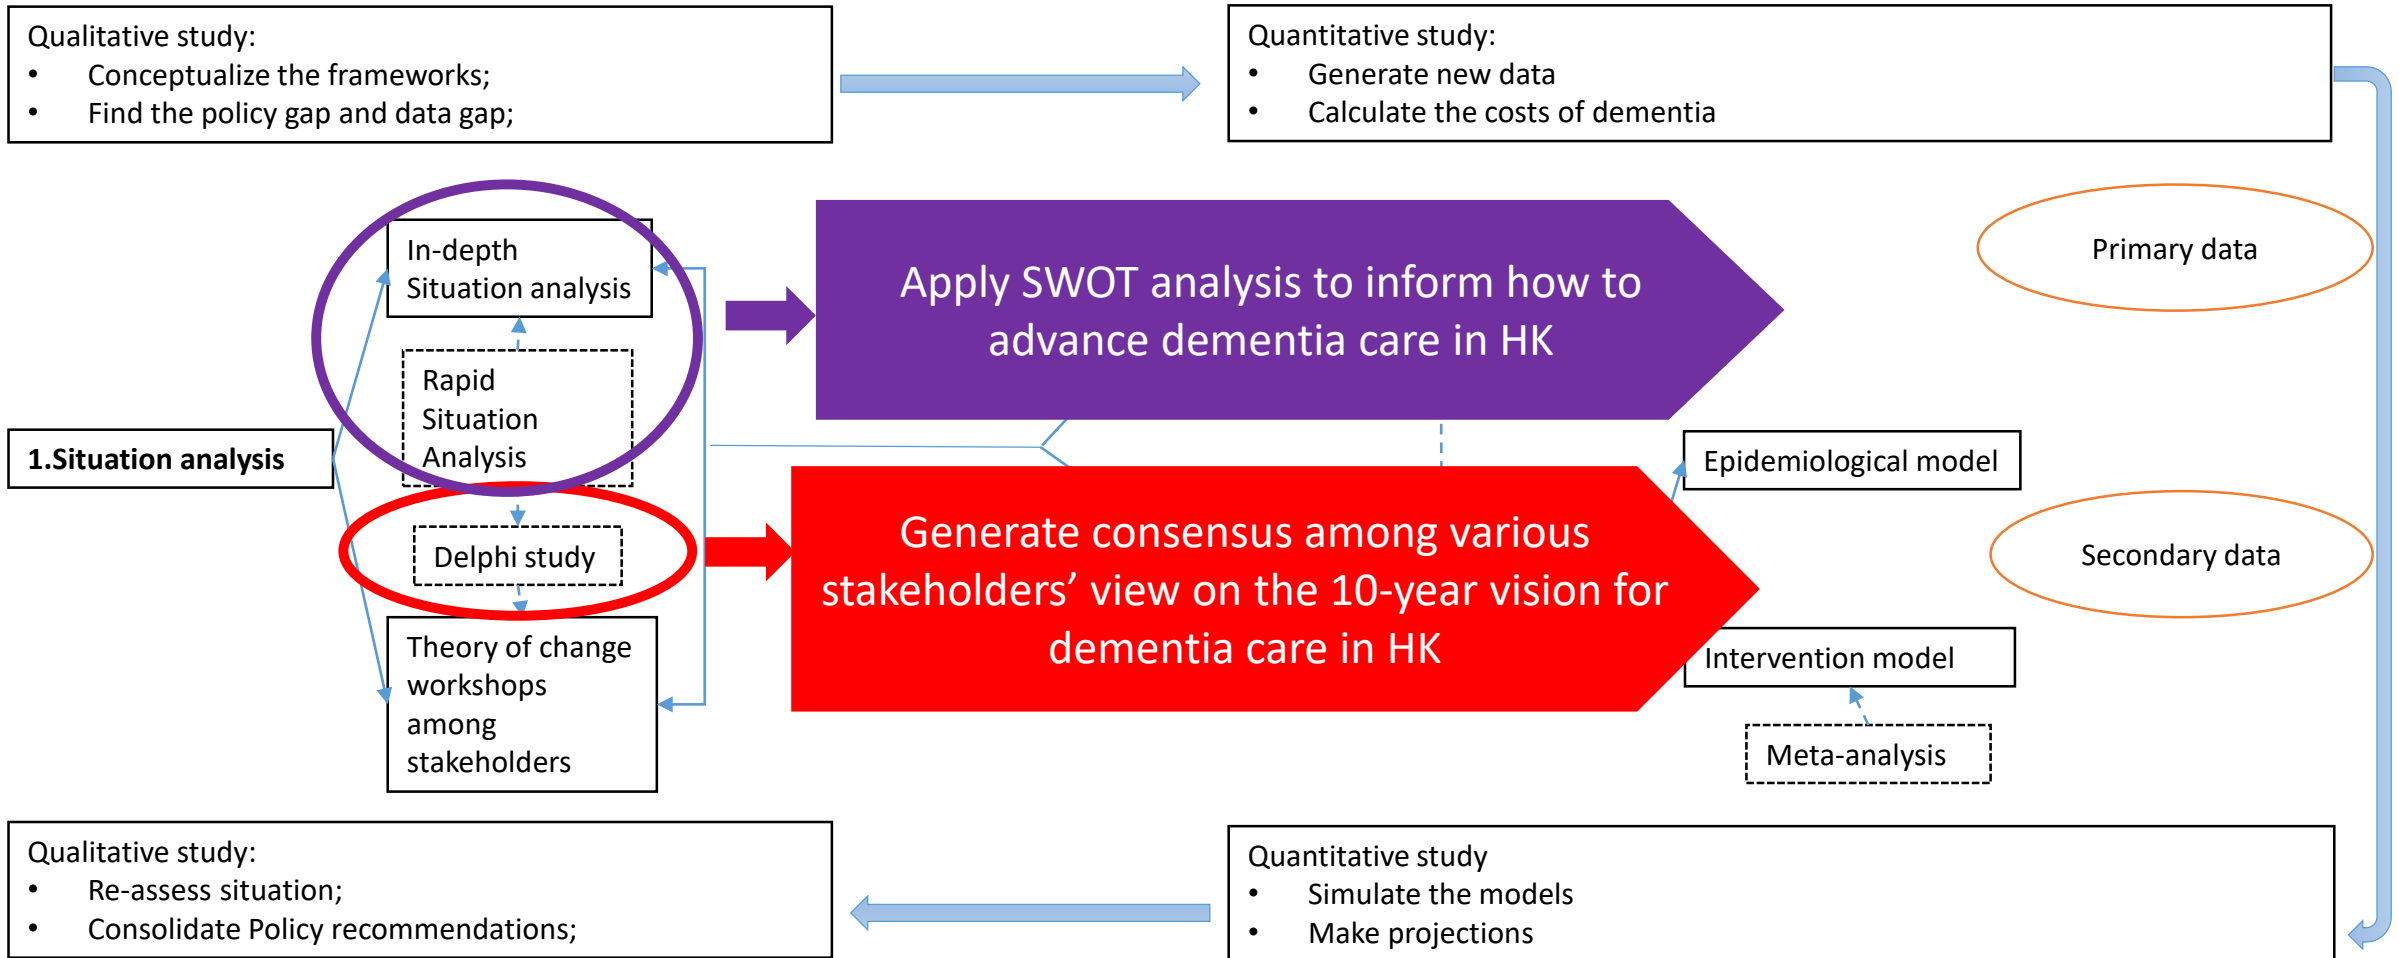 Qualitative study:
• Conceptualize the frameworks;
• Find the policy gap and data gap;
Quantitative study:
• Generate new data
• Calculate the costs of dementia
In-depth
Situation analysis
Rapid
Situation
Analysis
1.Situation analysis
Delphi study
Theory of change
workshops
among
stakeholders
Apply SWOT analysis to inform how to
advance dementia care in HK
Generate consensus among various
stakeholders’ view on the 10-year vision for
dementia care in HK
Primary data
Epidemiological model
Secondary data
Intervention model
Meta-analysis
Qualitative study:
• Re-assess situation;
• Consolidate Policy recommendations;
Quantitative study
• Simulate the models
• Make projections